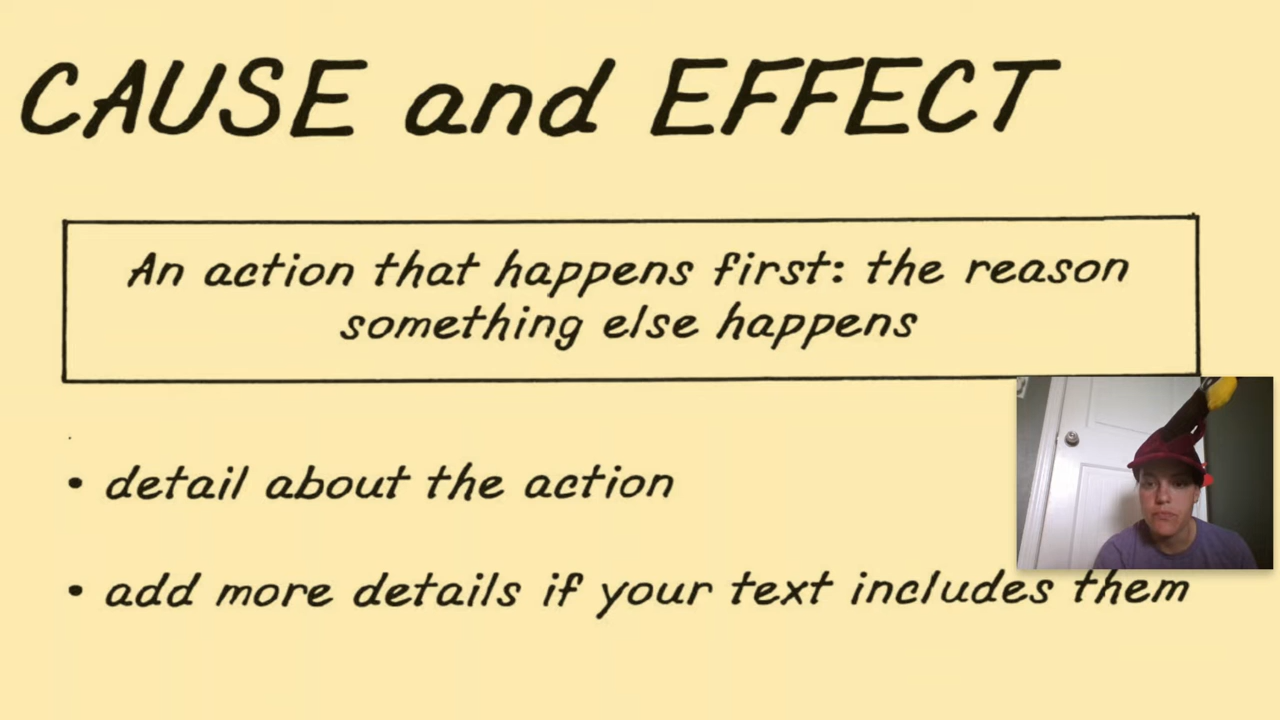 CAUSE and EFFECT
An action that happens first: the reason
something else happens
• detail about the action
• add more details if your text includes them